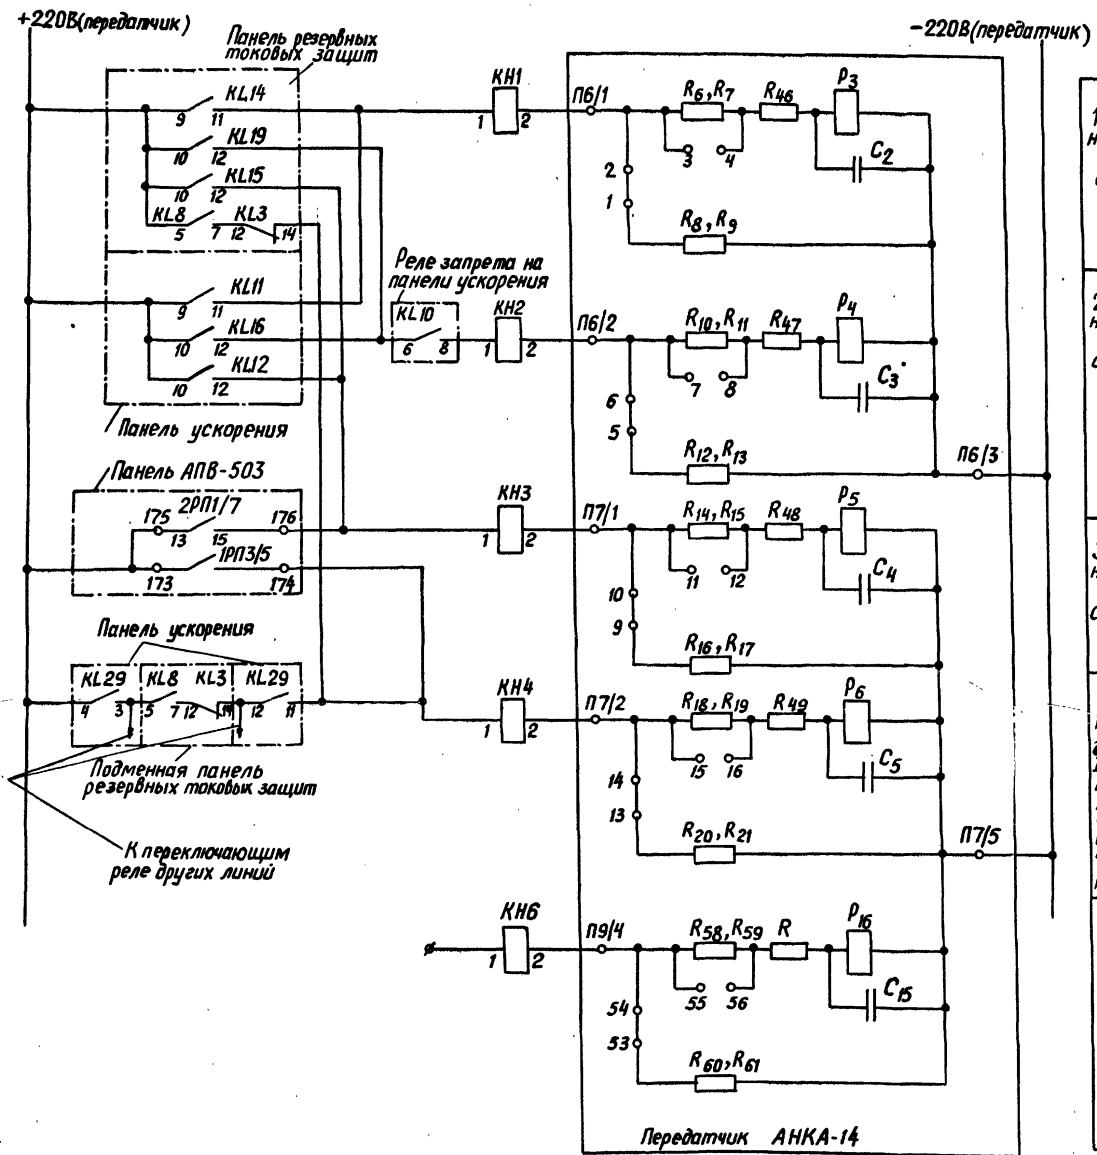 +220В(передатчик)
-220В(передатчик)
Панель резервных
токовых защит
KL14
9 11
KL19
10 12
KL15
10 12
KL8 KL3
5 7 12 14
KL11
9 11
KL16
10 12
KL12
10 12
Панель ускорения
Реле запрета на
панели ускорения
KL10
6 8
КН1
1 2
П6/1
R6,R7 R46 P3
3 4
C2
2
1
R8,R9
КН2
1 2
П6/2
R10,R11 R47 P4
7 8
C3
6
5
R12,R13
П6/3
Панель АПВ-503
175 2РП1/7 176
13 15
1РП3/5
173 174
КН3
1 2
П7/1
R14,R15 R48 P5
11 12
C4
10
9
R16,R17
Панель ускорения
KL29 KL8 KL3 KL29
4 3 5 7 12 14 12 11
Подменная панель
резервных токовых защит
К переключающим
реле других линий
КН4
1 2
П7/2
R18,R19 R49 P6
15 16
C5
14
13
R20,R21
П7/5
КН6
1 2
П9/4
R58,R59 R P16
55 56
C15
54
53
R60,R61
Передатчик АНКА-14